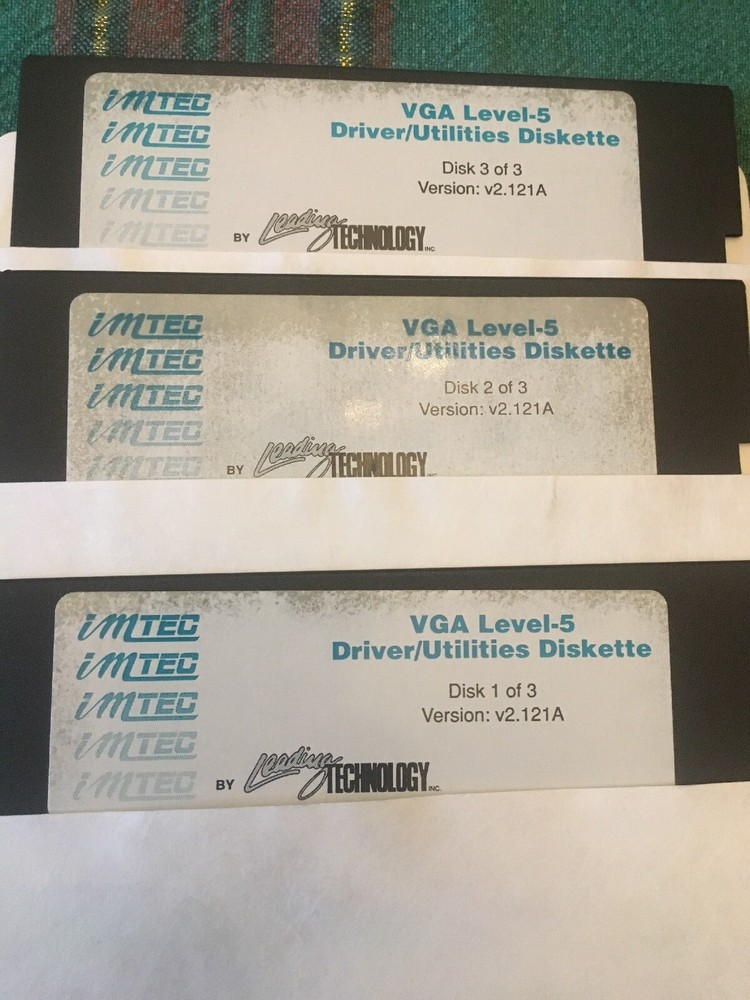 imTEC
imTEC
imTEC
imTEC
imTEC
VGA Level-5
Driver/Utilities Diskette
Disk 3 of 3
Version: v2.121A
BY Leading TECHNOLOGY INC.
imTEC
imTEC
imTEC
imTEC
imTEC
VGA Level-5
Driver/Utilities Diskette
Disk 2 of 3
Version: v2.121A
BY Leading TECHNOLOGY
imTEC
imTEC
imTEC
imTEC
imTEC
VGA Level-5
Driver/Utilities Diskette
Disk 1 of 3
Version: v2.121A
BY Leading TECHNOLOGY INC.